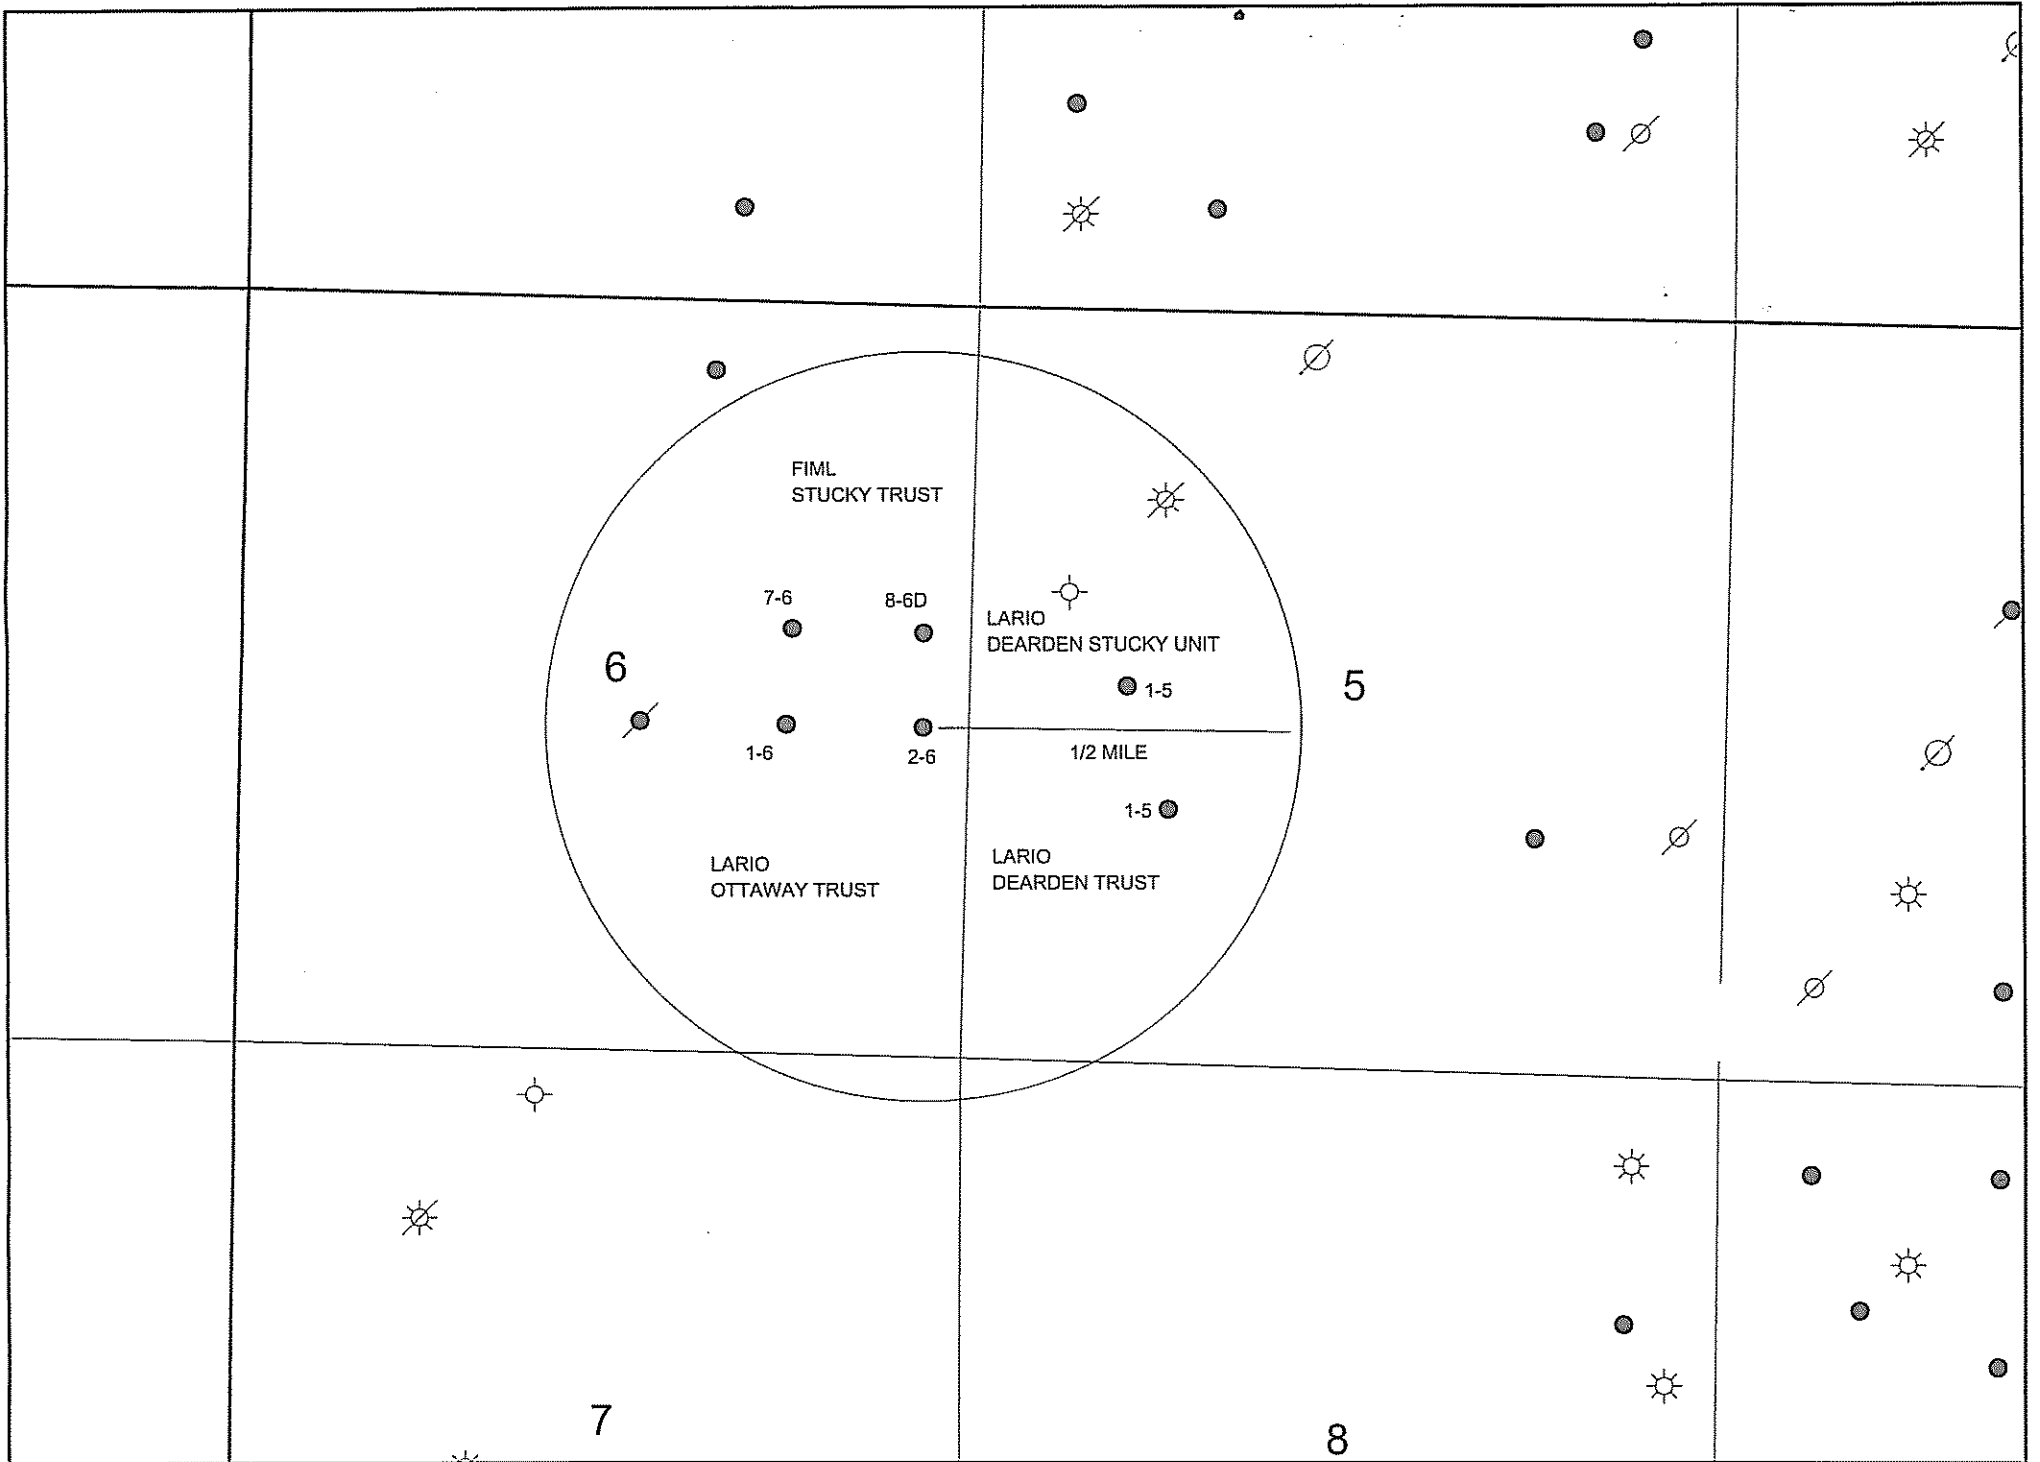 FIML
STUCKY TRUST
7-6
8-6D
LARIO
DEARDEN STUCKY UNIT
6
5
1-5
1-6
2-6
1/2 MILE
1-5
LARIO
OTTAWAY TRUST
LARIO
DEARDEN TRUST
7
8